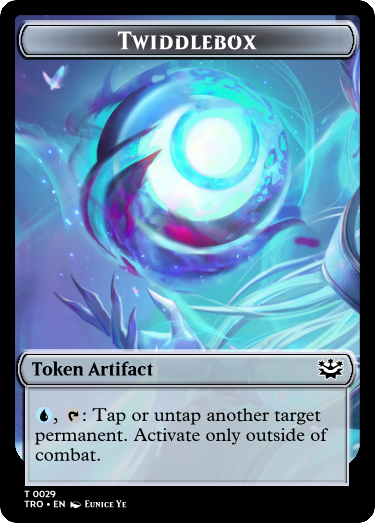 Twiddlebox
Token Artifact
, : Tap or untap another target
permanent. Activate only outside of
combat.
T 0029
TRO • EN Eunice Ye